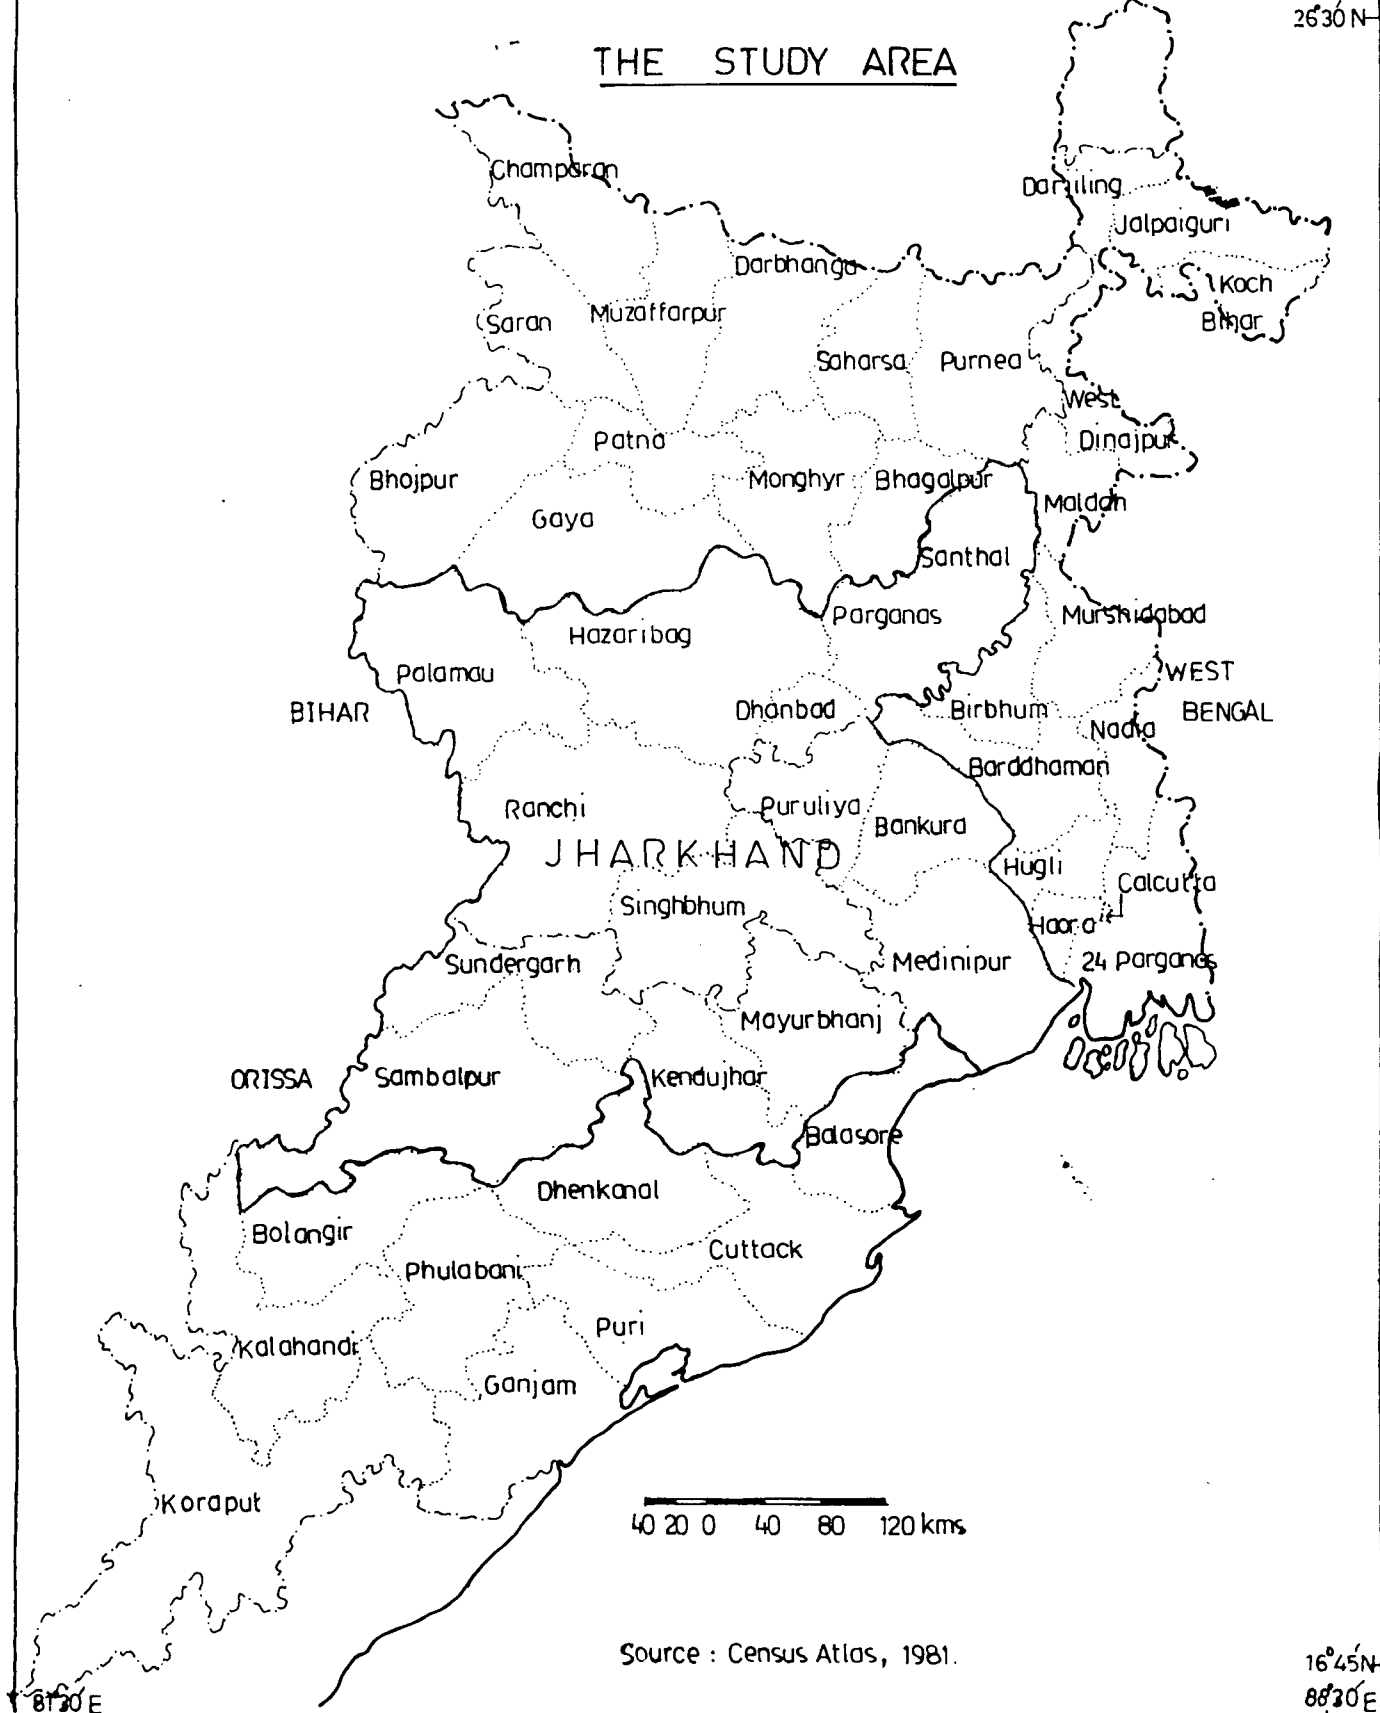 26°30'N
THE STUDY AREA
Champaran
Darjiling
Jalpaiguri
Darbhanga
Koch
Bihar
Saran
Muzaffarpur
Saharsa
Purnea
West
Dinajpur
Patna
Bhojpur
Monghyr
Bhagalpur
Maldah
Gaya
Santhal
Parganas
Murshidabad
Hazaribag
Palamau
WEST
BENGAL
BIHAR
Dhanbad
Birbhum
Nadia
Barddhaman
Ranchi
Puruliya
Bankura
JHARKHAND
Hugli
Calcutta
Singhbhum
Haora
Sundergarh
Medinipur
24 Parganas
Mayurbhanj
ORISSA
Sambalpur
Kendujhar
Balasore
Dhenkanal
Bolangir
Cuttack
Phulabani
Puri
Kalahandi
Ganjam
Koraput
40 20 0 40 80 120 kms
Source : Census Atlas, 1981.
16°45'N
81°30'E
88°30'E